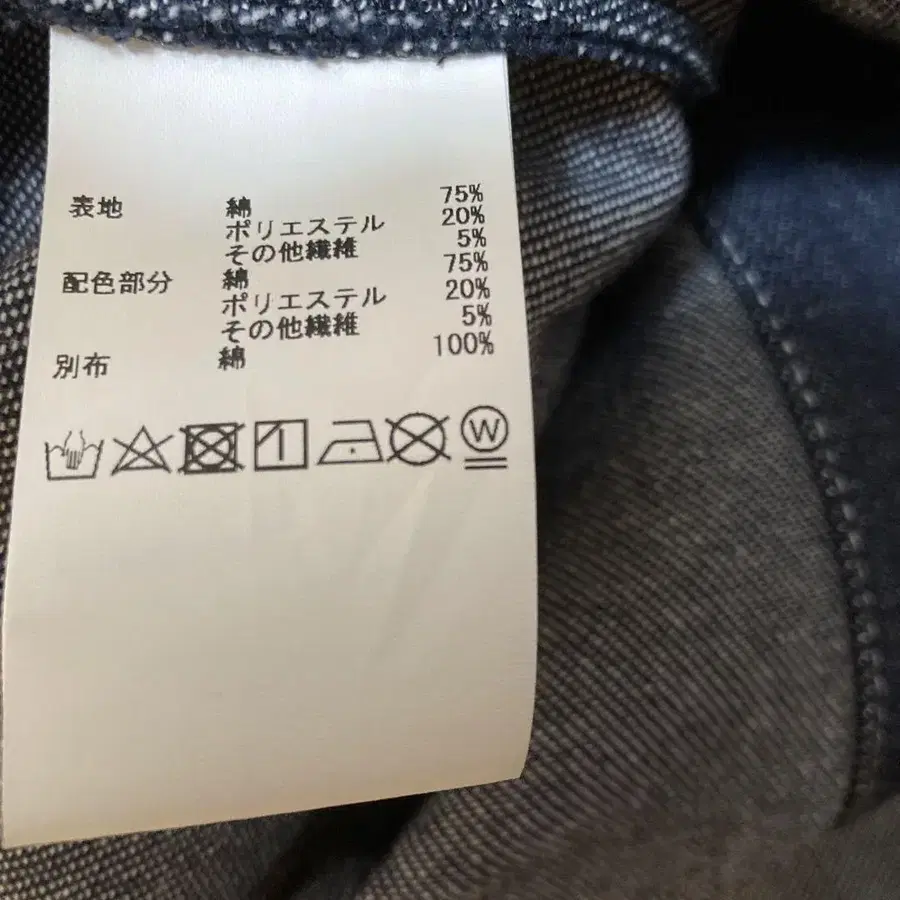 表地 綿 75%
ポリエステル 20%
その他繊維 5%
配色部分 綿 75%
ポリエステル 20%
その他繊維 5%
別布 綿 100%
W